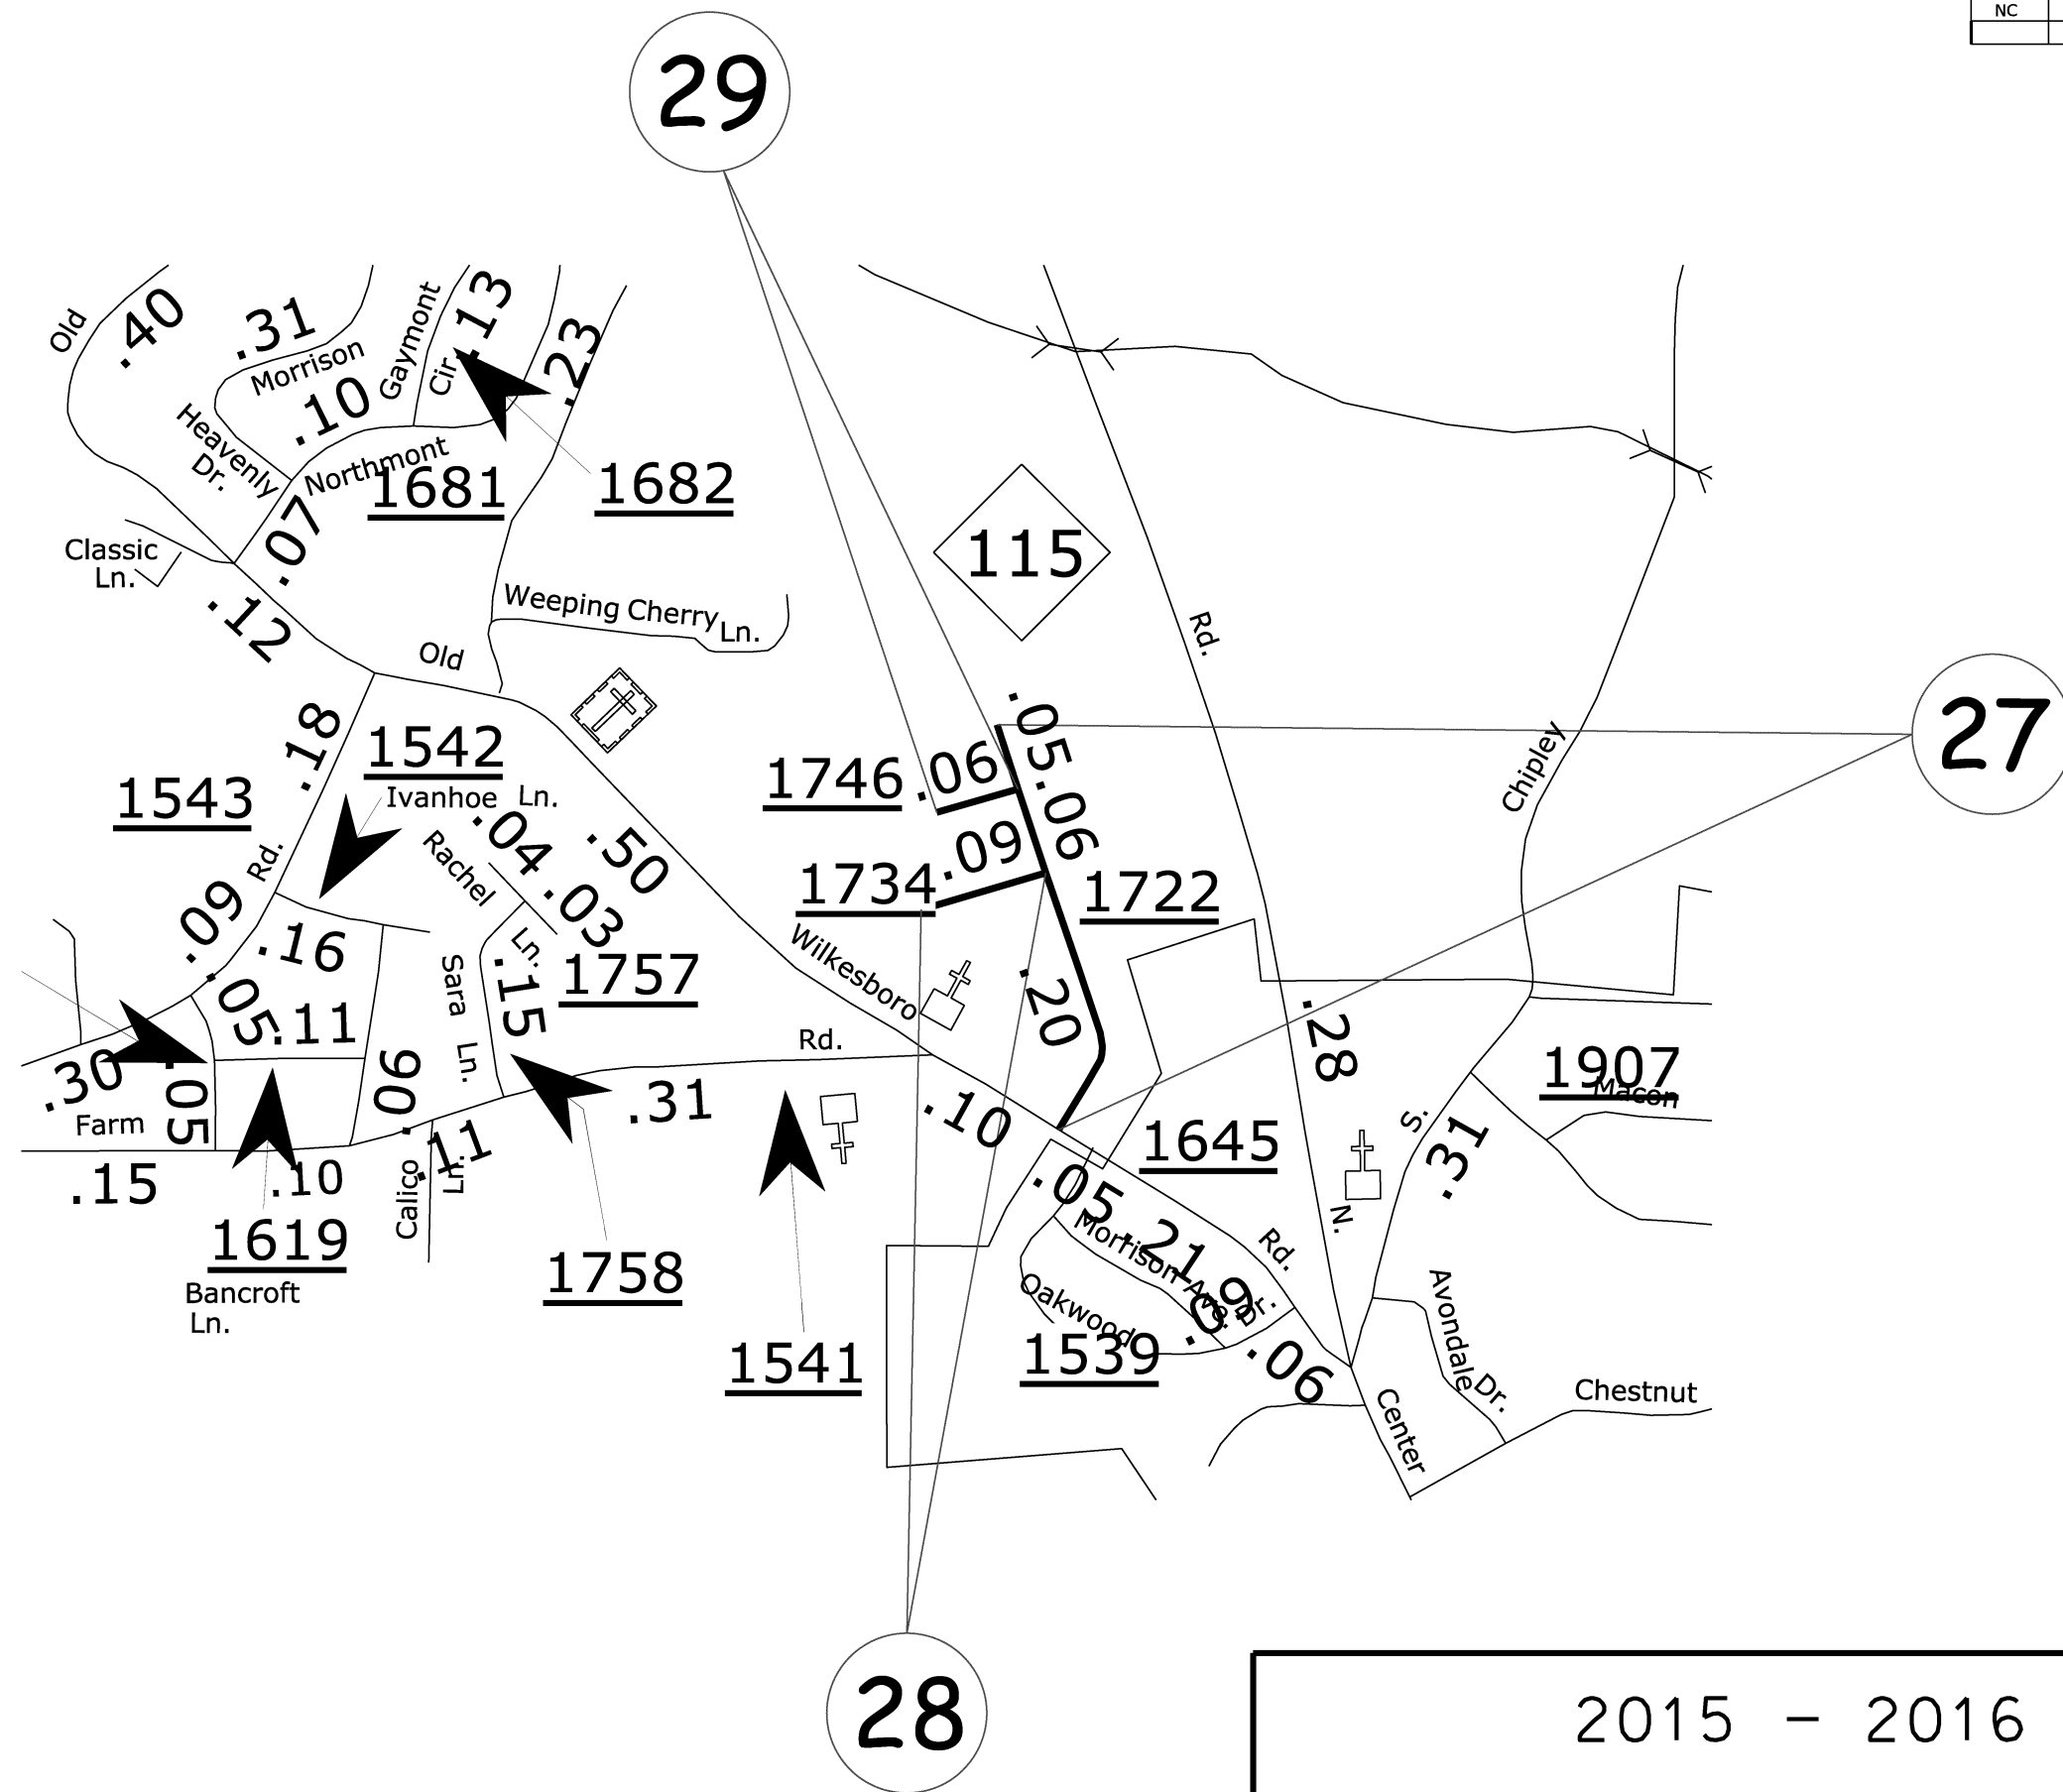 NC
29
Old
.40
.31
Morrison
.10
Gaymont
Cir.
.13
.23
Heavenly
Dr.
Northmont
1681
1682
.07
Classic
Ln.
.12
115
Weeping Cherry
Ln.
Old
Rd.
.18
1542
Ivanhoe Ln.
1543
.05
.06
1746
.06
27
Chipley
Rd.
.04
.50
Rachel
.09
1734
1722
.09
.16
.03
Ln.
Sara
1757
.15
Wilkesboro
.20
.05
.11
Rd.
.28
.30
.05
Farm
.06
Ln.
.31
.10
1907
Macon
S.
.31
.15
.10
.11
Calico
Ln.
1645
.05
1619
Bancroft
Ln.
1758
1541
Morrison Ave.
.21
.09
Dr.
Rd.
N.
Oakwood
1539
.06
Avondale
Dr.
Center
Chestnut
28
2015 - 2016